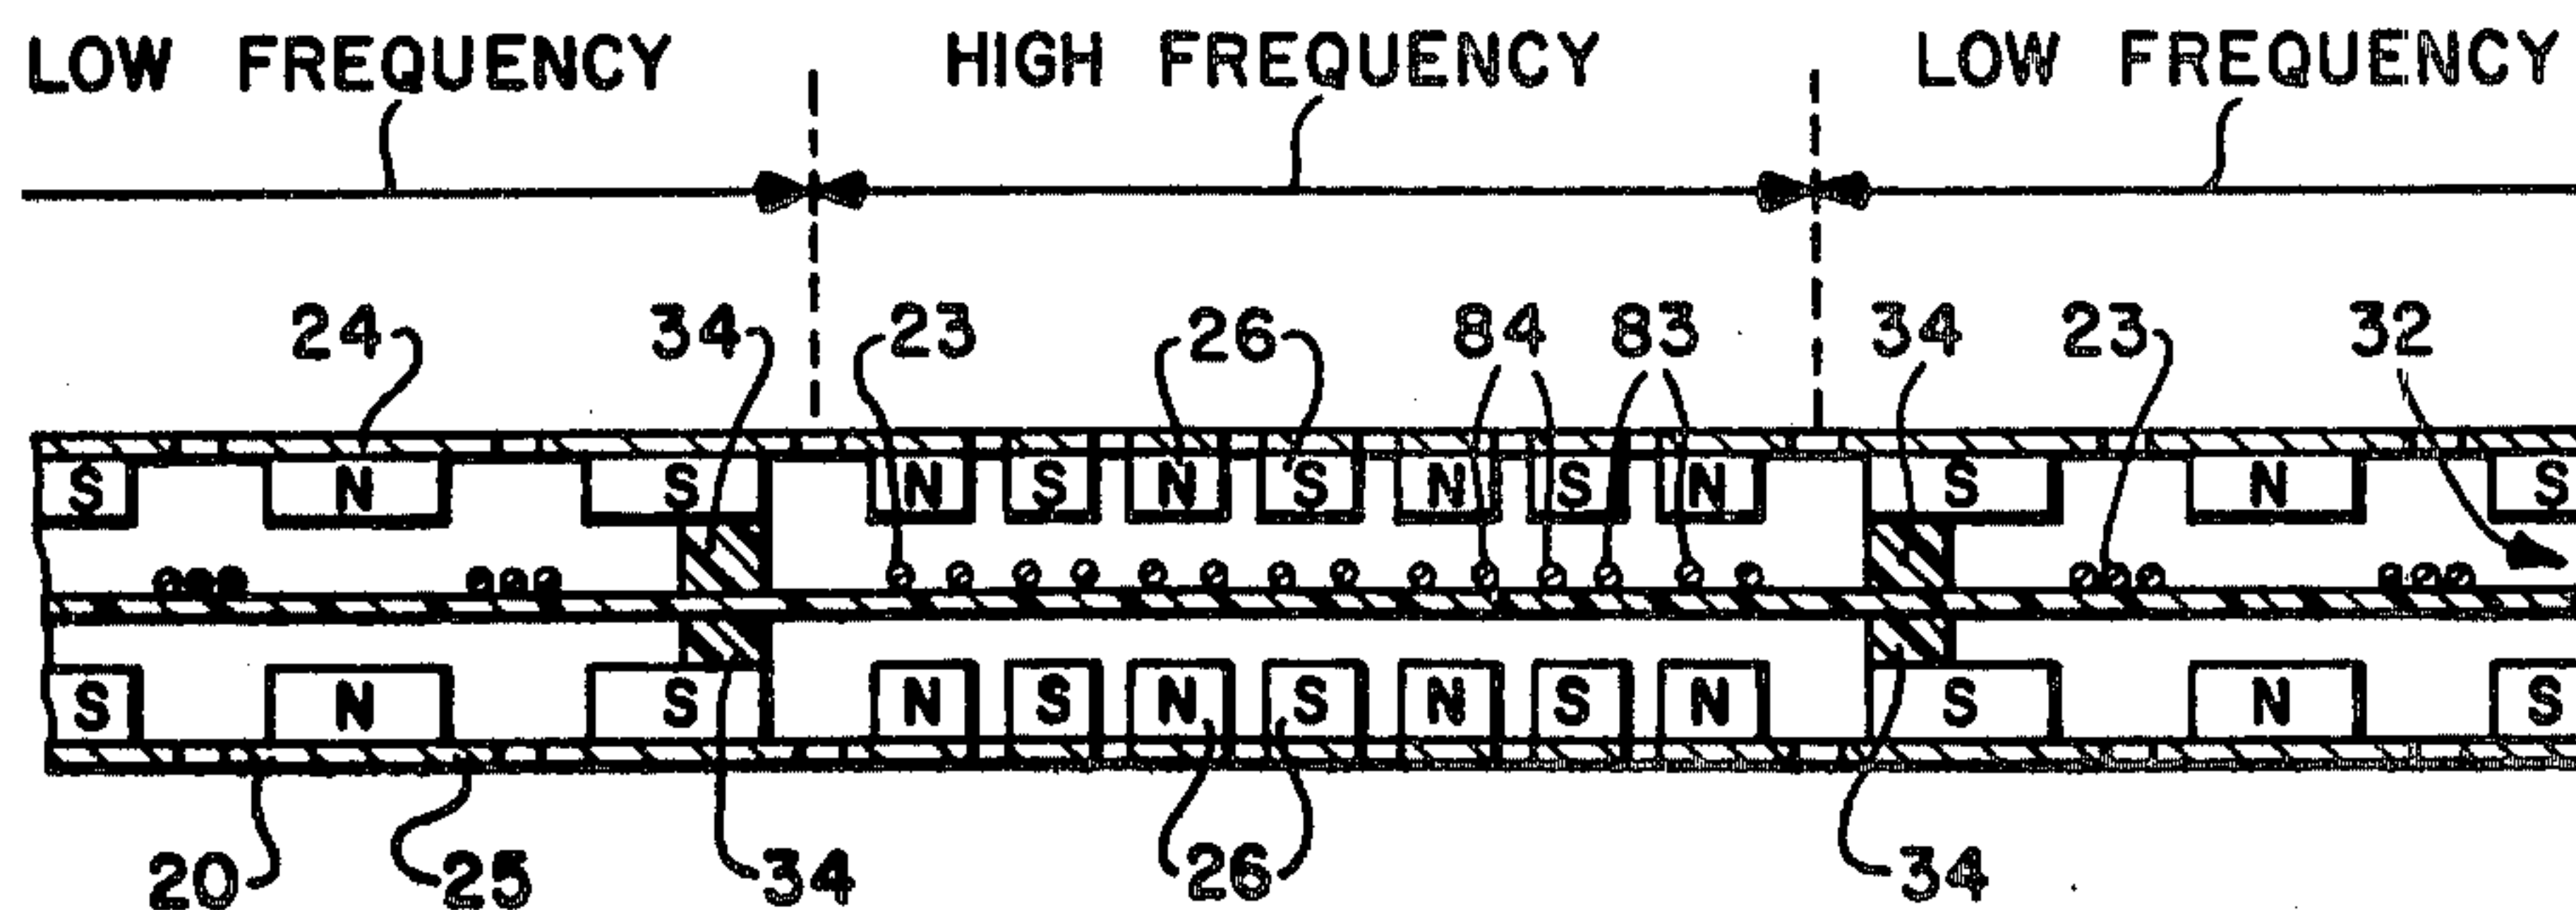 LOW FREQUENCY HIGH FREQUENCY LOW FREQUENCY
24 34 23 26 84 83 34 23 32
S N S N S N S N S N S N S
S N S N S N S N S N S N S
20 25 34 26 34